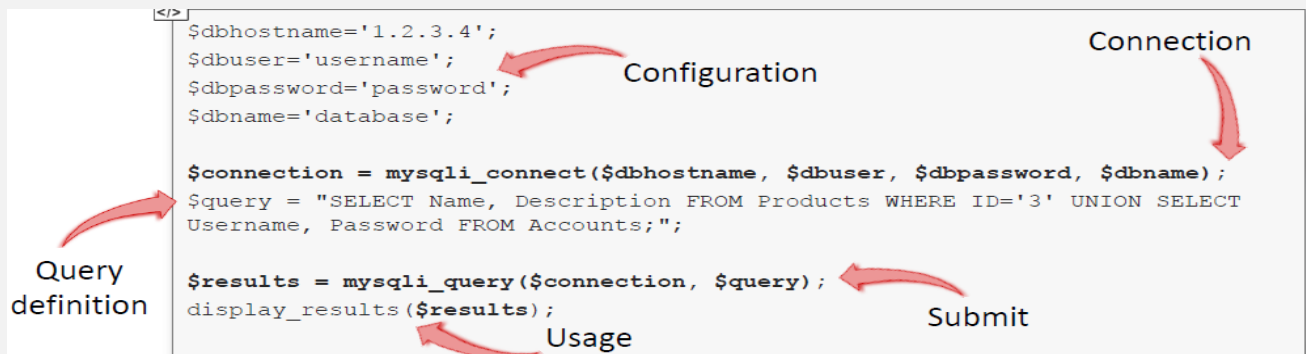 </>
$dbhostname='1.2.3.4';
$dbuser='username';
$dbpassword='password';
$dbname='database';
Configuration
Connection
$connection = mysqli_connect($dbhostname, $dbuser, $dbpassword, $dbname);
$query = "SELECT Name, Description FROM Products WHERE ID='3' UNION SELECT
Username, Password FROM Accounts;";
Query
definition
$results = mysqli_query($connection, $query);
display_results($results);
Submit
Usage